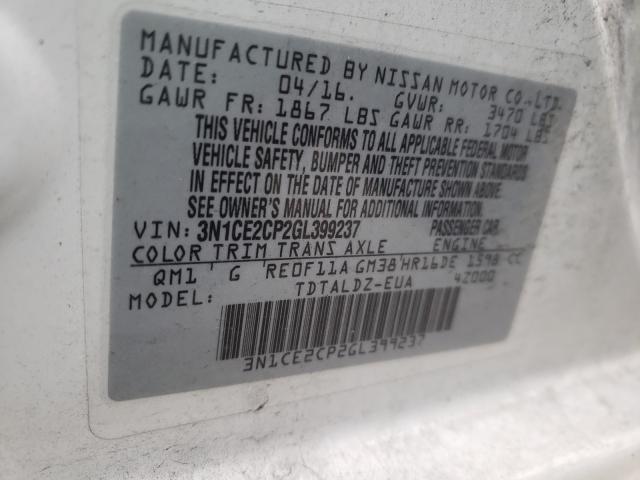 MANUFACTURED BY NISSAN MOTOR CO.,LTD.
DATE: 04/16. GVWR: 3470 LBS
GAWR FR: 1867 LBS GAWR RR: 1704 LBS
THIS VEHICLE CONFORMS TO ALL APPLICABLE FEDERAL MOTOR
VEHICLE SAFETY, BUMPER AND THEFT PREVENTION STANDARDS
IN EFFECT ON THE DATE OF MANUFACTURE SHOWN ABOVE.
SEE OWNER'S MANUAL FOR ADDITIONAL INFORMATION.
VIN: 3N1CE2CP2GL399237 PASSENGER CAR
COLOR TRIM TRANS AXLE ENGINE
QM1 G RE0F11A GM38 HR16DE 1598 CC
MODEL: TDTALDZ-EUA 42000
3N1CE2CP2GL399237